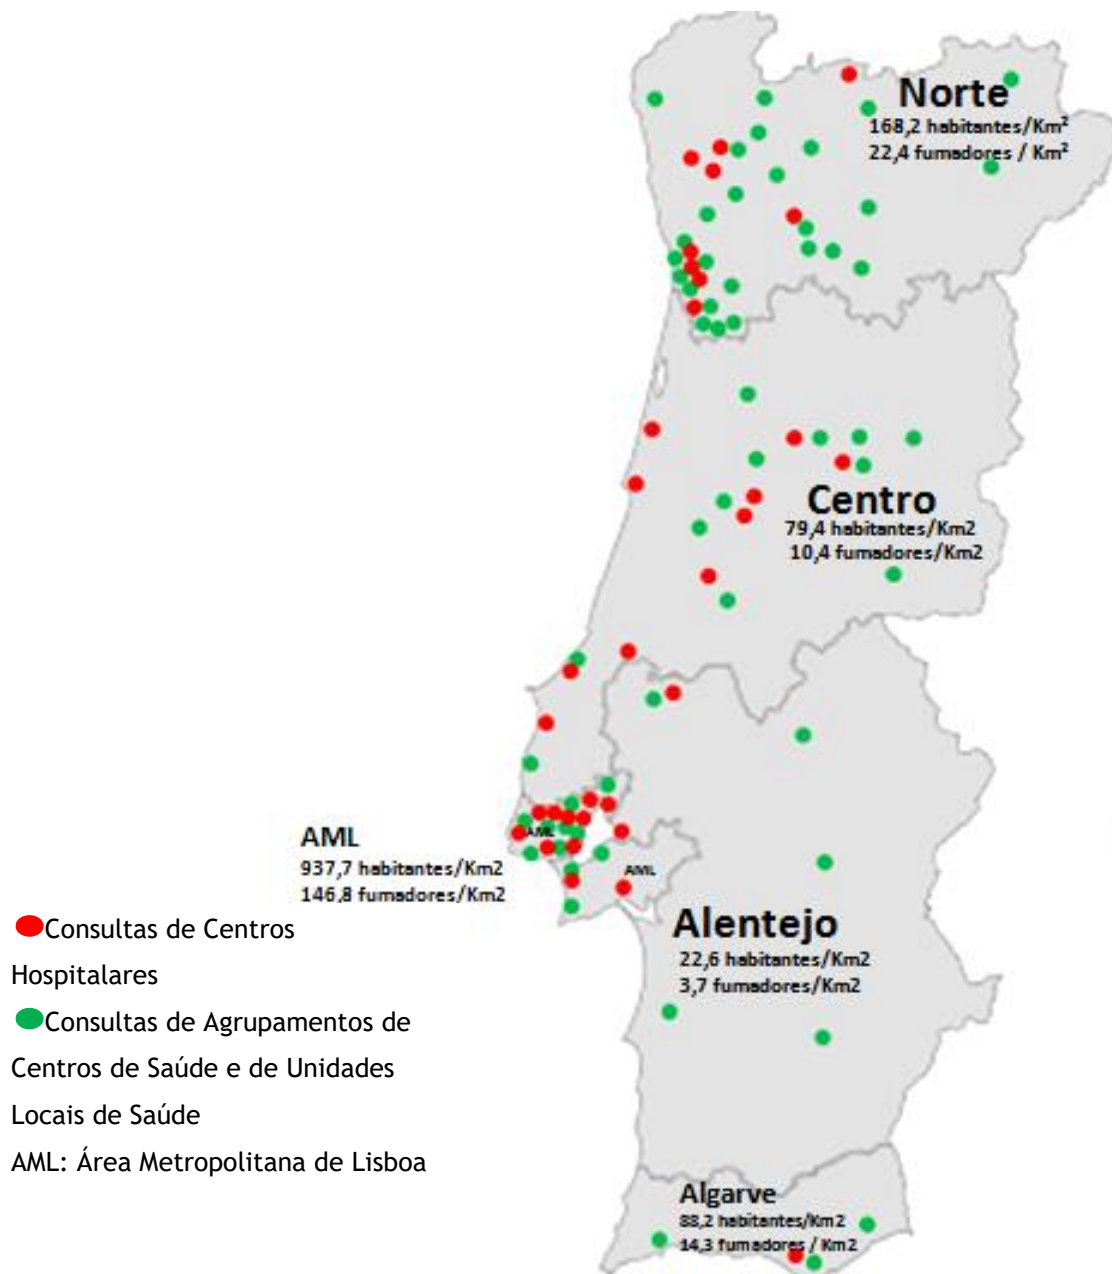 Norte
168,2 habitantes/Km²
22,4 fumadores / Km²
Centro
79,4 habitantes/Km2
10,4 fumadores/Km2
AML
937,7 habitantes/Km2
146,8 fumadores/Km2
AML
AML
Alentejo
22,6 habitantes/Km2
3,7 fumadores/Km2
Consultas de Centros
Hospitalares
Consultas de Agrupamentos de
Centros de Saúde e de Unidades
Locais de Saúde
AML: Área Metropolitana de Lisboa
Algarve
88,2 habitantes/Km2
14,3 fumadores / Km2